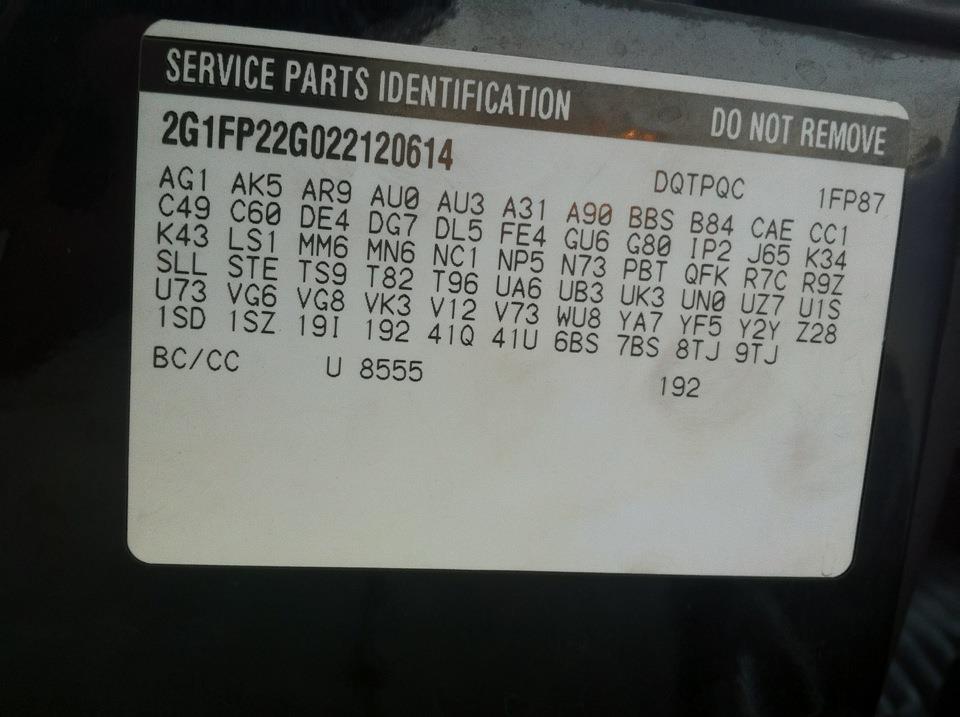 SERVICE PARTS IDENTIFICATION DO NOT REMOVE
2G1FP22G022120614 DQTPQC 1FP87
AG1 AK5 AR9 AU0 AU3 A31 A90 BBS B84 CAE CC1
C49 C60 DE4 DG7 DL5 FE4 GU6 G80 IP2 J65 K34
K43 LS1 MM6 MN6 NC1 NP5 N73 PBT QFK R7C R9Z
SLL STE TS9 T82 T96 UA6 UB3 UK3 UN0 UZ7 U1S
U73 VG6 VG8 VK3 V12 V73 WU8 YA7 YF5 Y2Y Z28
1SD 1SZ 19I 192 41Q 41U 6BS 7BS 8TJ 9TJ
BC/CC U 8555 192